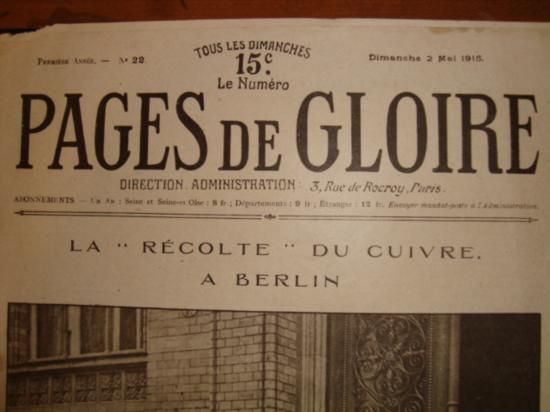 PREMIÈRE ANNÉE. — N° 22.
TOUS LES DIMANCHES
15c.
Le Numéro
Dimanche 2 Mai 1915.
PAGES DE GLOIRE
DIRECTION, ADMINISTRATION : 3, Rue de Rocroy, Paris.
ABONNEMENTS — UN AN : Seine et Seine-et-Oise : 8 fr.; Départements : 9 fr ; Étranger : 12 fr. Envoyer mandat-poste à l'Administration.
LA " RÉCOLTE " DU CUIVRE,
A BERLIN